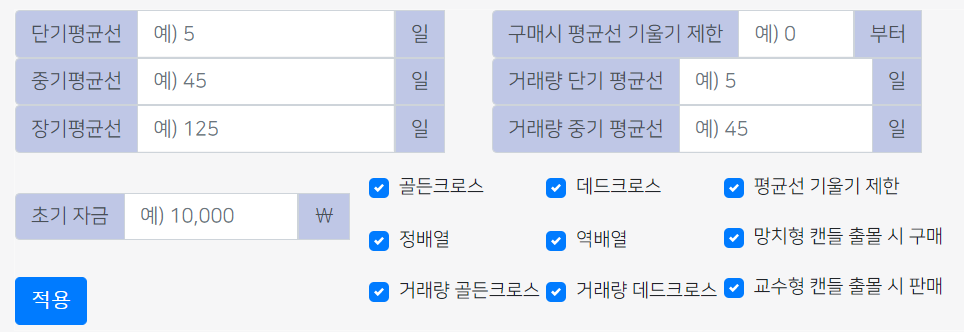 단기평균선 예) 5 일 구매시 평균선 기울기 제한 예) 0 부터
중기평균선 예) 45 일 거래량 단기 평균선 예) 5 일
장기평균선 예) 125 일 거래량 중기 평균선 예) 45 일
초기 자금 예) 10,000 ₩
골든크로스 데드크로스 평균선 기울기 제한
정배열 역배열 망치형 캔들 출몰 시 구매
거래량 골든크로스 거래량 데드크로스 교수형 캔들 출몰 시 판매
적용